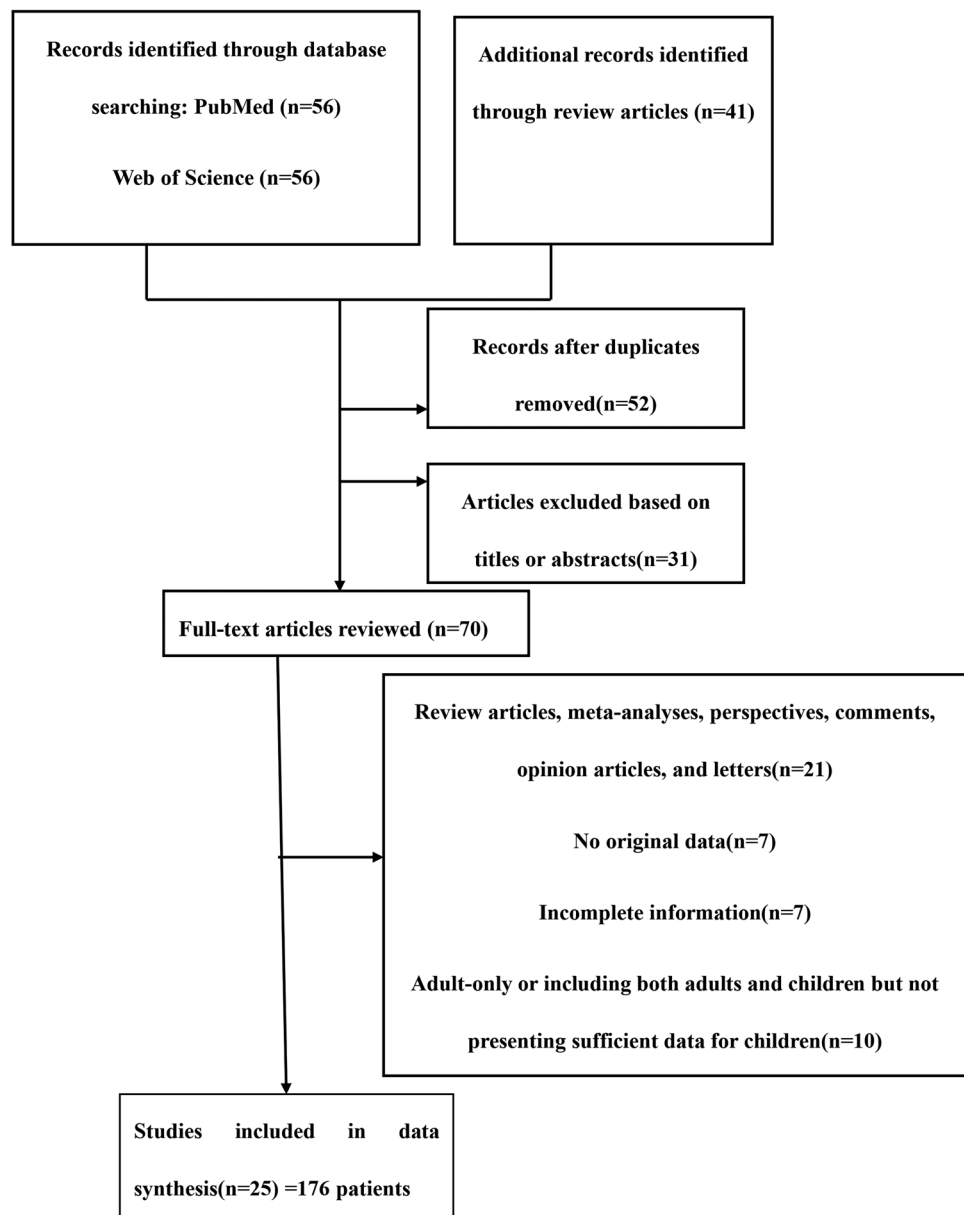 Records identified through database
searching: PubMed (n=56)
Web of Science (n=56)
Additional records identified
through review articles (n=41)
Records after duplicates
removed(n=52)
Articles excluded based on
titles or abstracts(n=31)
Full-text articles reviewed (n=70)
Review articles, meta-analyses, perspectives, comments,
opinion articles, and letters(n=21)
No original data(n=7)
Incomplete information(n=7)
Adult-only or including both adults and children but not
presenting sufficient data for children(n=10)
Studies included in data
synthesis(n=25) =176 patients